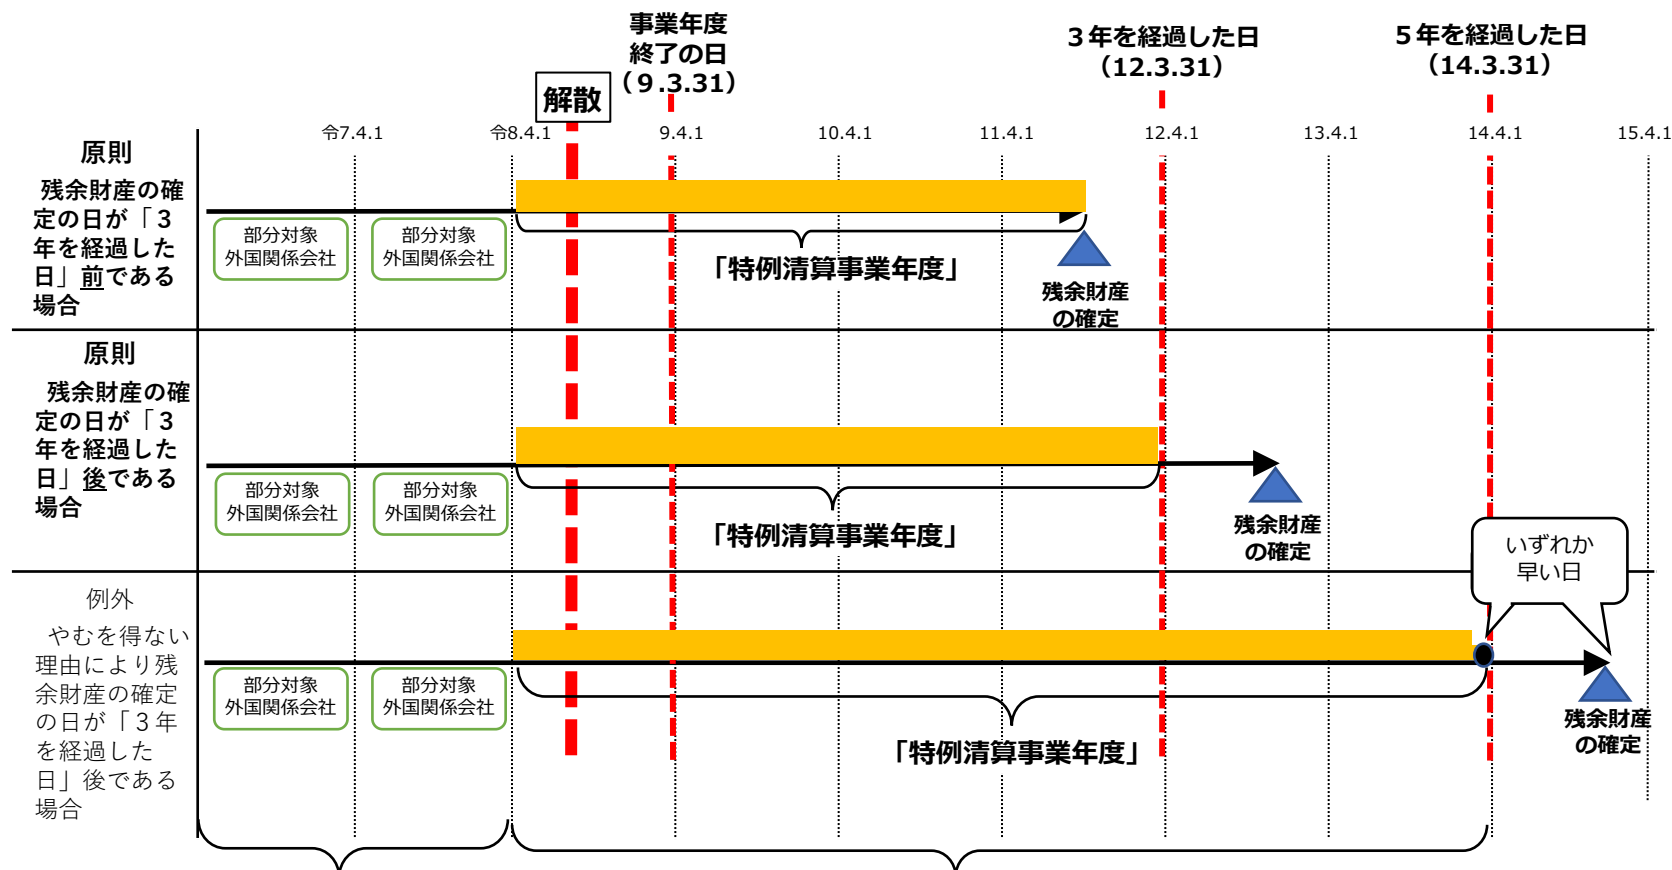 事業年度
終了の日
（９.3.31）
３年を経過した日
（12.3.31）
５年を経過した日
（14.3.31）
解散
令7.4.1
令8.4.1
9.4.1
10.4.1
11.4.1
12.4.1
13.4.1
14.4.1
15.4.1
原則
残余財産の確
定の日が「３
年を経過した
日」前である
場合
部分対象
外国関係会社
部分対象
外国関係会社
「特例清算事業年度」
残余財産
の確定
原則
残余財産の確
定の日が「３
年を経過した
日」後である
場合
部分対象
外国関係会社
部分対象
外国関係会社
「特例清算事業年度」
残余財産
の確定
いずれか
早い日
例外
やむを得ない
理由により残
余財産の確定
の日が「３年
を経過した
日」後である
場合
部分対象
外国関係会社
部分対象
外国関係会社
「特例清算事業年度」
残余財産
の確定